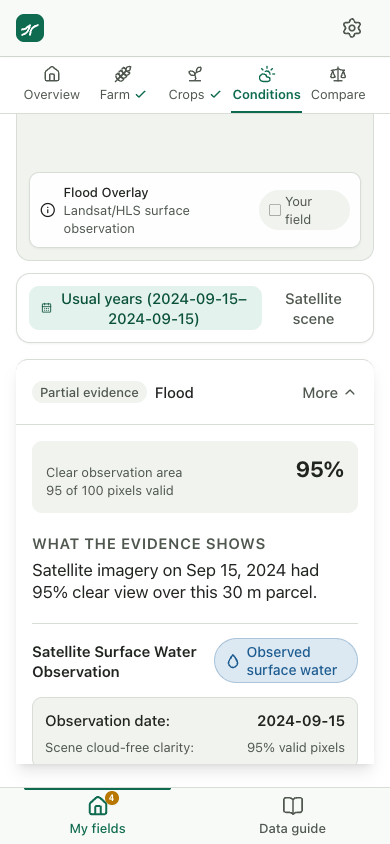 Overview
Farm
Crops
Conditions
Compare
Flood Overlay
Landsat/HLS surface
observation
Your
field
Usual years (2024-09-15–
2024-09-15)
Satellite
scene
Partial evidence
Flood
More
Clear observation area
95 of 100 pixels valid
95%
WHAT THE EVIDENCE SHOWS
Satellite imagery on Sep 15, 2024 had
95% clear view over this 30 m parcel.
Satellite Surface Water
Observation
Observed
surface water
Observation date:
2024-09-15
Scene cloud-free clarity:
95% valid pixels
4
My fields
Data guide